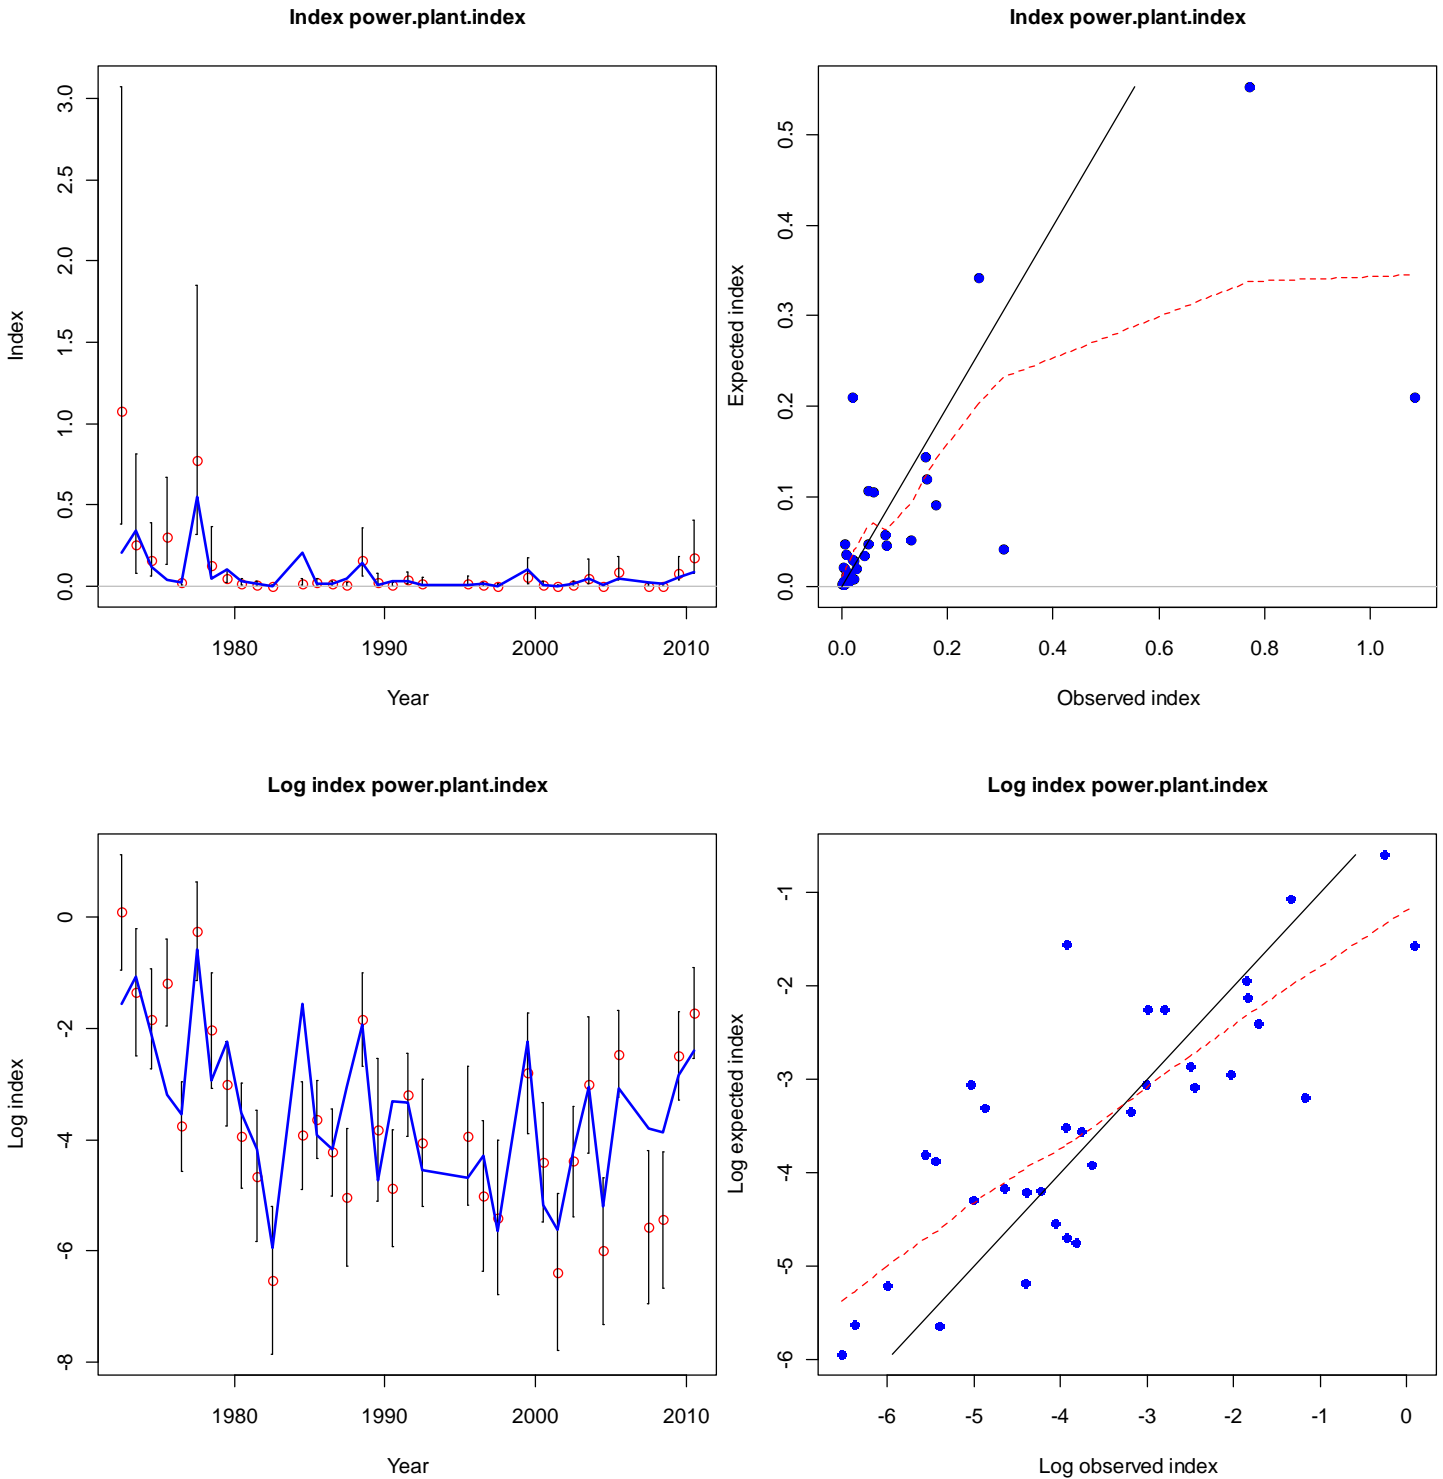 Index power.plant.index
3.0
2.5
2.0
1.5
1.0
0.5
0.0
Index
1980 1990 2000 2010
Year
Index power.plant.index
0.5
0.4
0.3
0.2
0.1
0.0
Expected index
0.0 0.2 0.4 0.6 0.8 1.0
Observed index
Log index power.plant.index
0
-2
-4
-6
-8
Log index
1980 1990 2000 2010
Year
Log index power.plant.index
-1
-2
-3
-4
-5
-6
Log expected index
-6 -5 -4 -3 -2 -1 0
Log observed index